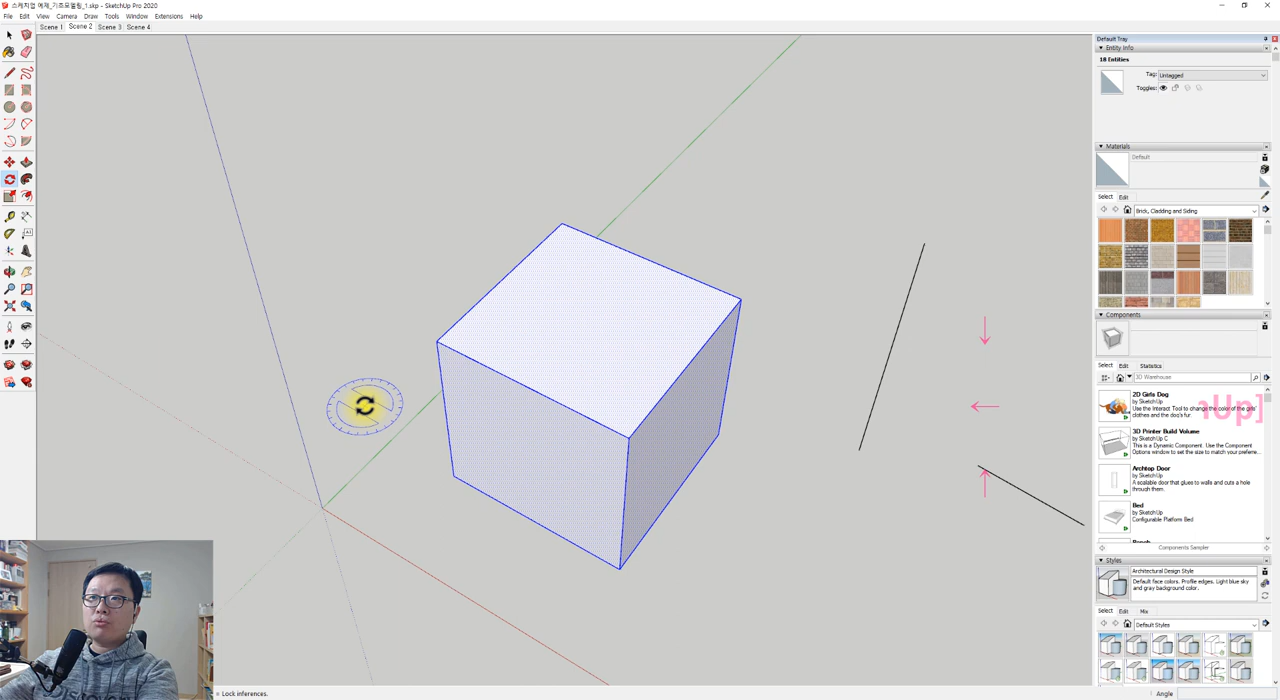 스케치업 예제_기초모델링_1.skp - SketchUp Pro 2020
File Edit View Camera Draw Tools Window Extensions Help
Scene 1 Scene 2 Scene 3 Scene 4
Default Tray
Entity Info
18 Entities
Tag: Untagged
Toggles:
Materials
Default
Select Edit
Brick, Cladding and Siding
Components
Select Edit Statistics
3D Warehouse
2D Girls Dog
by SketchUp
Use the Interact Tool to change the color of the girls'
clothes and the dog's fur.
Up]
3D Printer Build Volume
by SketchUp C
This is a Dynamic Component. Use the Component
Options window to set the size to match your preferre...
Archtop Door
by SketchUp
A scalable door that glues to walls and cuts a hole
through them.
Bed
by SketchUp
Configurable Platform Bed
Components Sampler
Styles
Architectural Design Style
Default face colors. Profile edges. Light blue sky
and gray background color.
Select Edit Mix
Default Styles
Lock inferences.
Angle